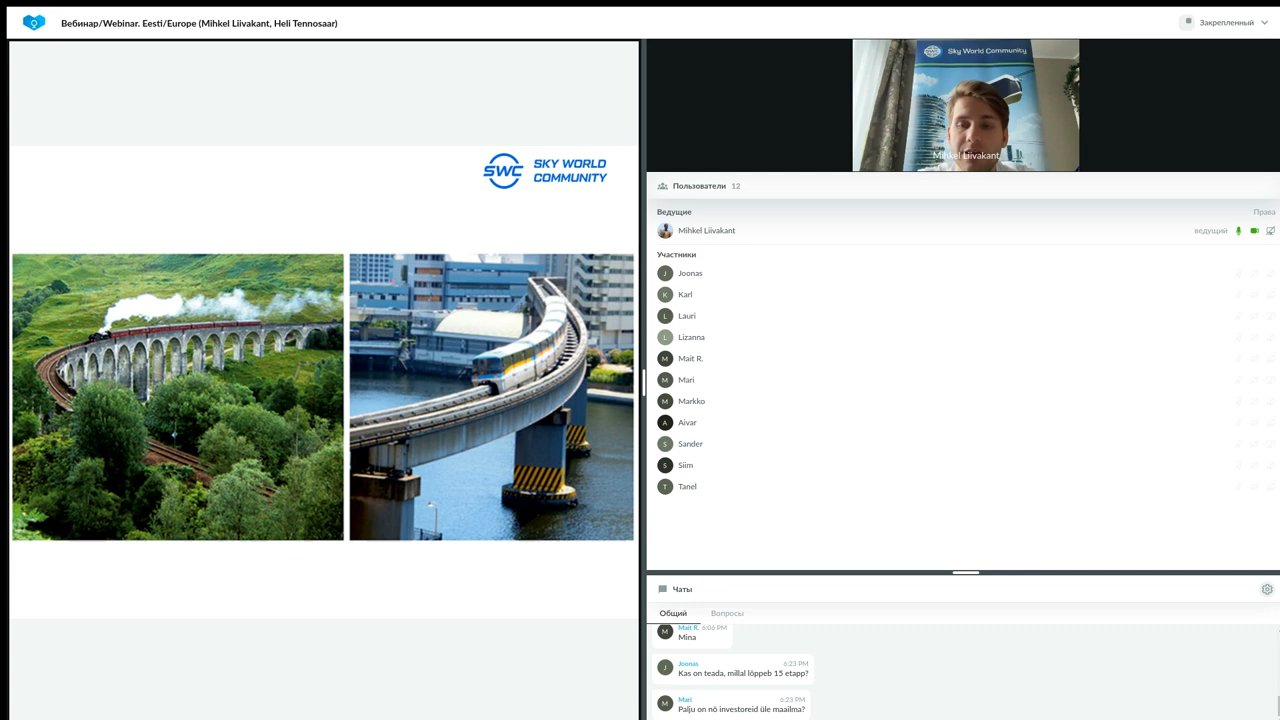 Вебинар/Webinar. Eesti/Europe (Mihkel Liivakant, Heli Tennosaar)
Закрепленный
SWC SKY WORLD
COMMUNITY
Sky World Community
Mihkel Liivakant
Пользователи 12
Ведущие Права
Mihkel Liivakant ведущий
Участники
J Joonas
K Karl
L Lauri
L Lizanna
M Mait R.
M Mari
M Markko
A Aivar
S Sander
S Siim
T Tanel
Чаты
Общий Вопросы
M Mait R. 6:06 PM
Mina
J Joonas 6:23 PM
Kas on teada, millal lõppeb 15 etapp?
M Mari 6:23 PM
Palju on nö investoreid üle maailma?